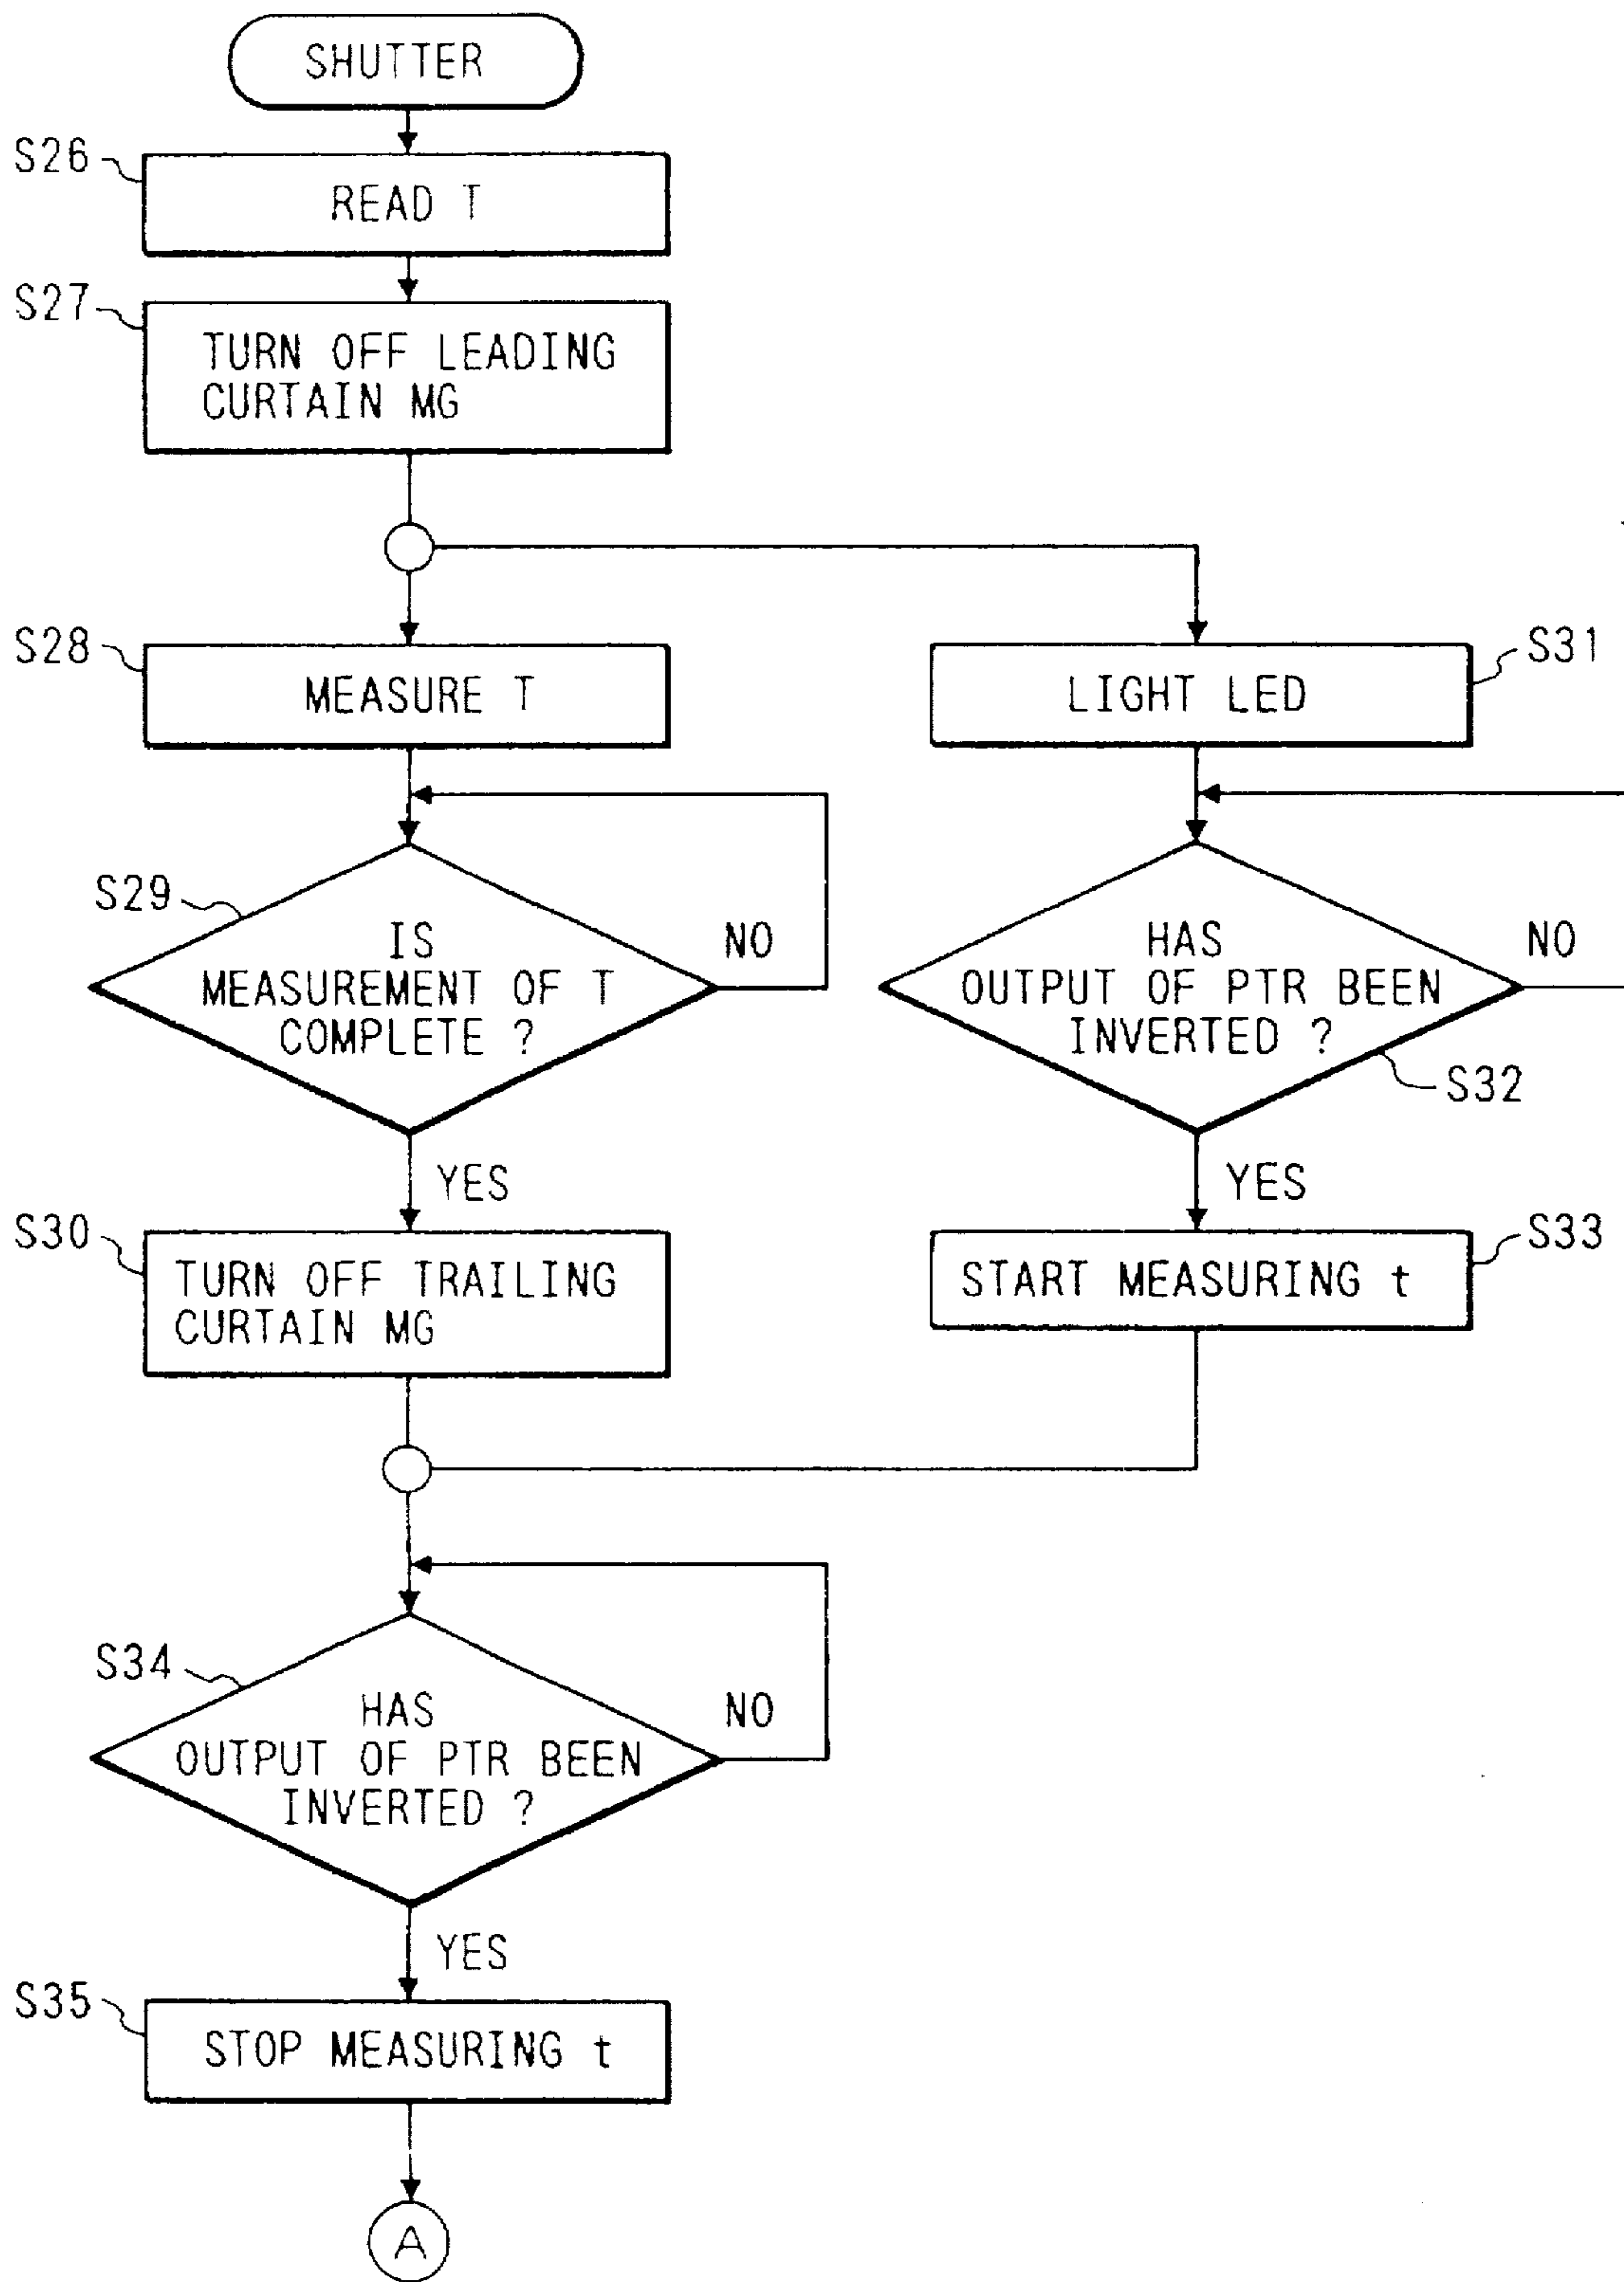 SHUTTER
S26
READ T
S27
TURN OFF LEADING
CURTAIN MG
S28
MEASURE T
S31
LIGHT LED
S29
IS
MEASUREMENT OF T
COMPLETE ?
NO
HAS
OUTPUT OF PTR BEEN
INVERTED ?
NO
S32
YES
YES
S30
TURN OFF TRAILING
CURTAIN MG
S33
START MEASURING t
S34
HAS
OUTPUT OF PTR BEEN
INVERTED ?
NO
YES
S35
STOP MEASURING t
A